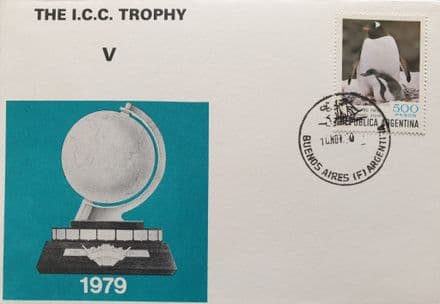 THE I.C.C. TROPHY
V
500
PESOS
REPUBLICA ARGENTINA
BUENOS AIRES (F) ARGENTINA
1979